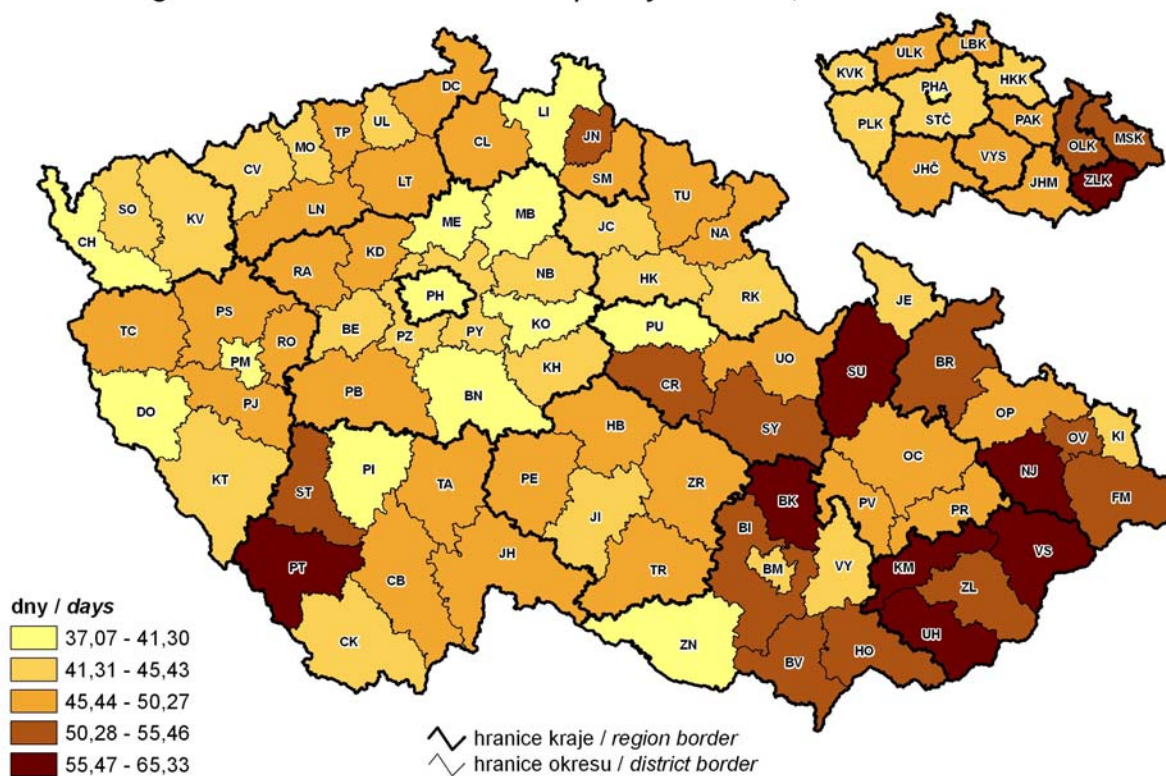 DC
LI
UL
TP
JN
MO
CL
CV
LT
SM
SO
TU
LN
ME
MB
KV
JC
NA
CH
KD
RA
NB
HK
PH
RK
PS
KO
PU
TC
RO
BE
PZ
PY
PM
UO
KH
PB
BN
CR
DO
PJ
HB
SY
KT
ST
PI
TA
PE
ZR
JI
BK
PT
CB
JH
TR
BI
BM
VY
CK
ZN
BV
HO
JE
SU
BR
OP
OV
KI
OC
NJ
FM
PV
PR
KM
VS
ZL
UH
ULK
LBK
KVK
PHA
HKK
PLK
STČ
PAK
MSK
OLK
JHČ
VYS
JHM
ZLK
dny / days
37,07 - 41,30
41,31 - 45,43
45,44 - 50,27
50,28 - 55,46
55,47 - 65,33
hranice kraje / region border
hranice okresu / district border